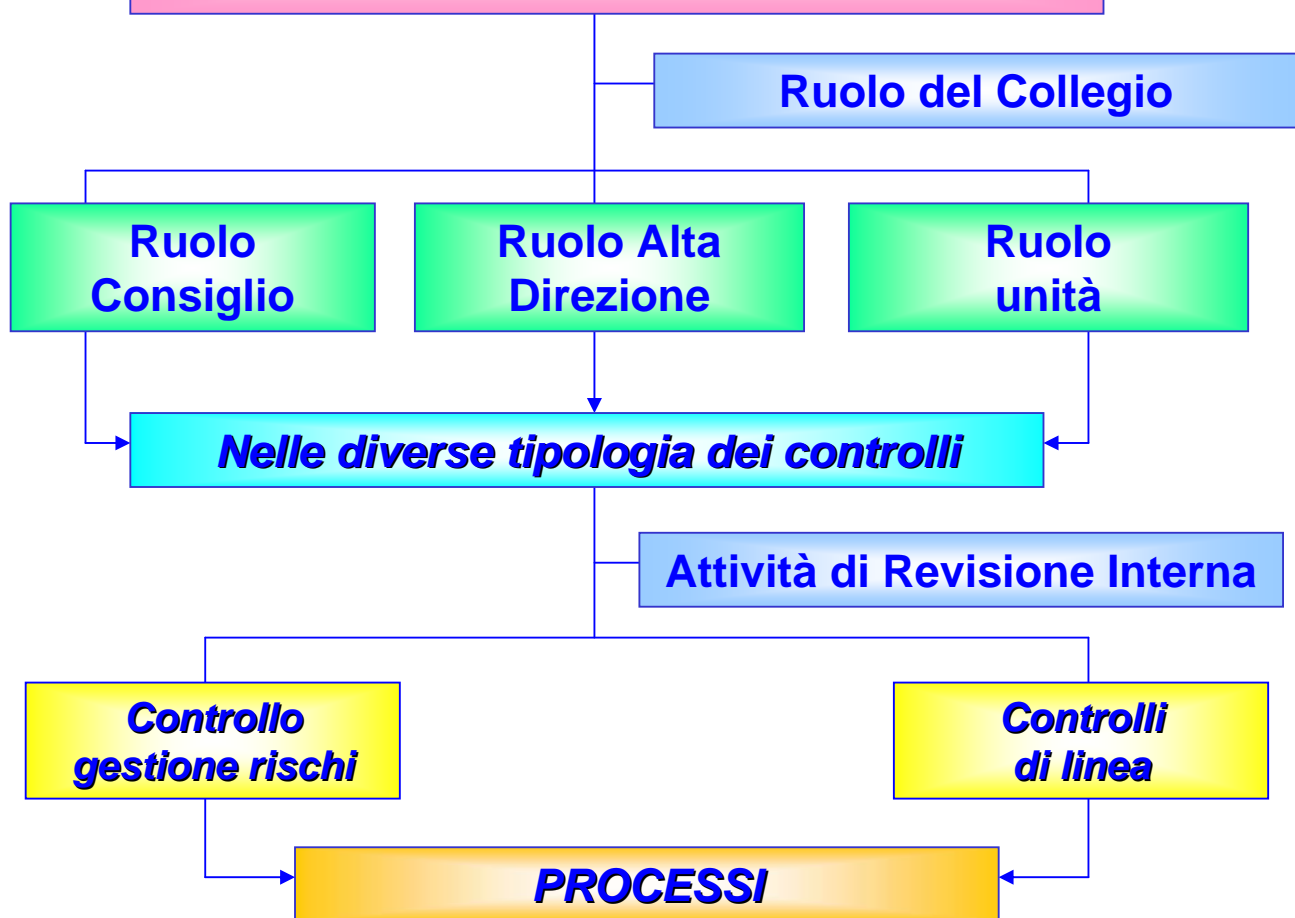 Ruolo del Collegio
Ruolo
Consiglio
Ruolo Alta
Direzione
Ruolo
unità
Nelle diverse tipologia dei controlli
Attività di Revisione Interna
Controllo
gestione rischi
Controlli
di linea
PROCESSI